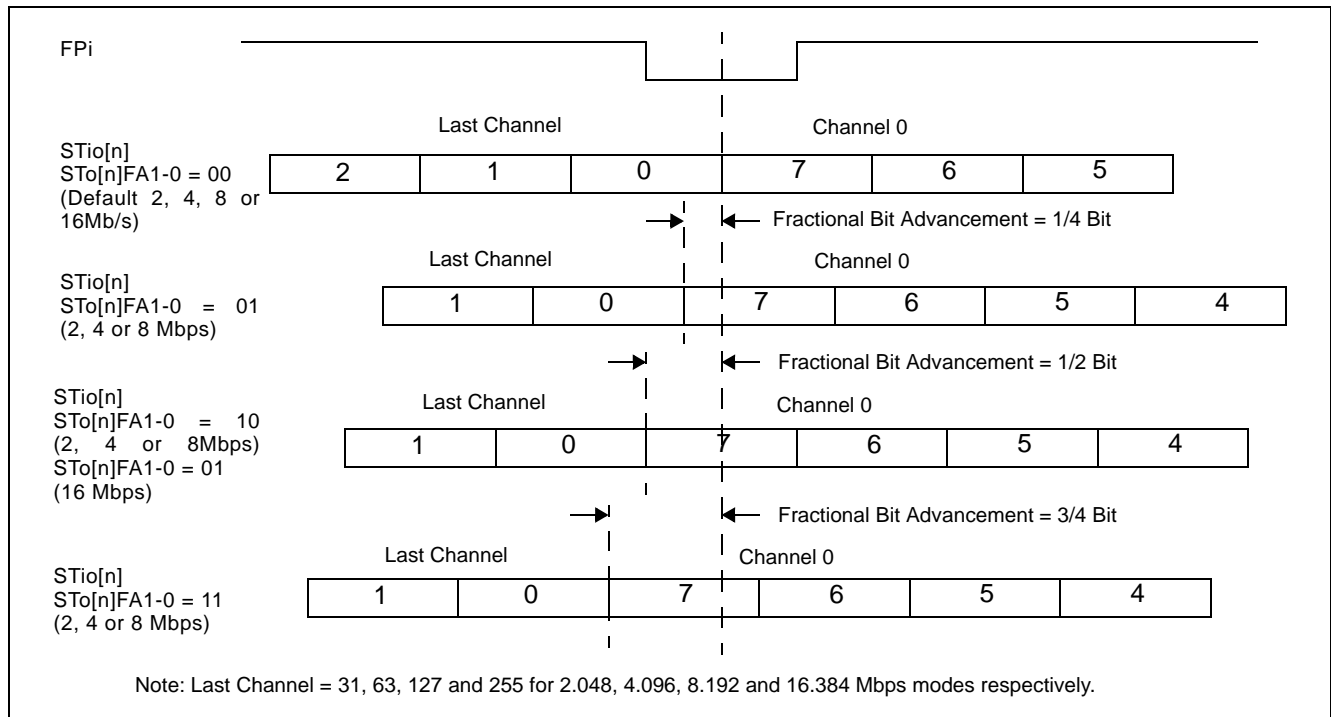 FPi
Last Channel Channel 0
STio[n]
STo[n]FA1-0 = 00
(Default 2, 4, 8 or
16Mb/s)
2 1 0 7 6 5
Fractional Bit Advancement = 1/4 Bit
Last Channel Channel 0
STio[n]
STo[n]FA1-0 = 01
(2, 4 or 8 Mbps)
1 0 7 6 5 4
Fractional Bit Advancement = 1/2 Bit
Last Channel Channel 0
STio[n]
STo[n]FA1-0 = 10
(2, 4 or 8Mbps)
STo[n]FA1-0 = 01
(16 Mbps)
1 0 7 6 5 4
Fractional Bit Advancement = 3/4 Bit
Last Channel Channel 0
STio[n]
STo[n]FA1-0 = 11
(2, 4 or 8 Mbps)
1 0 7 6 5 4
Note: Last Channel = 31, 63, 127 and 255 for 2.048, 4.096, 8.192 and 16.384 Mbps modes respectively.